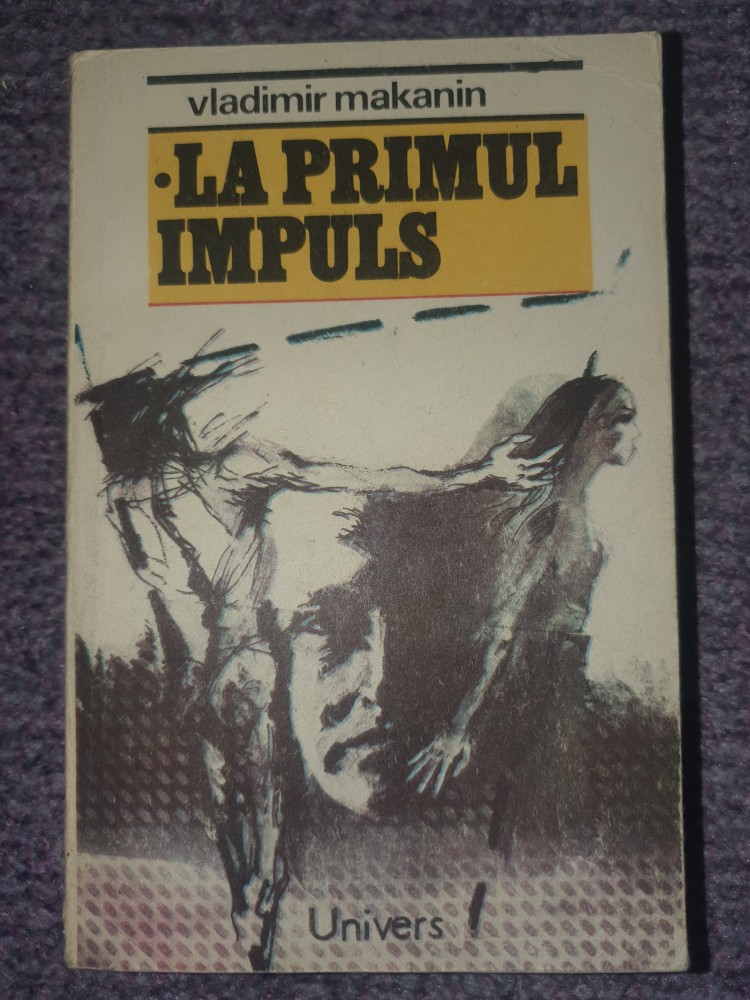 vladimir makanin
•LA PRIMUL
IMPULS
Univers